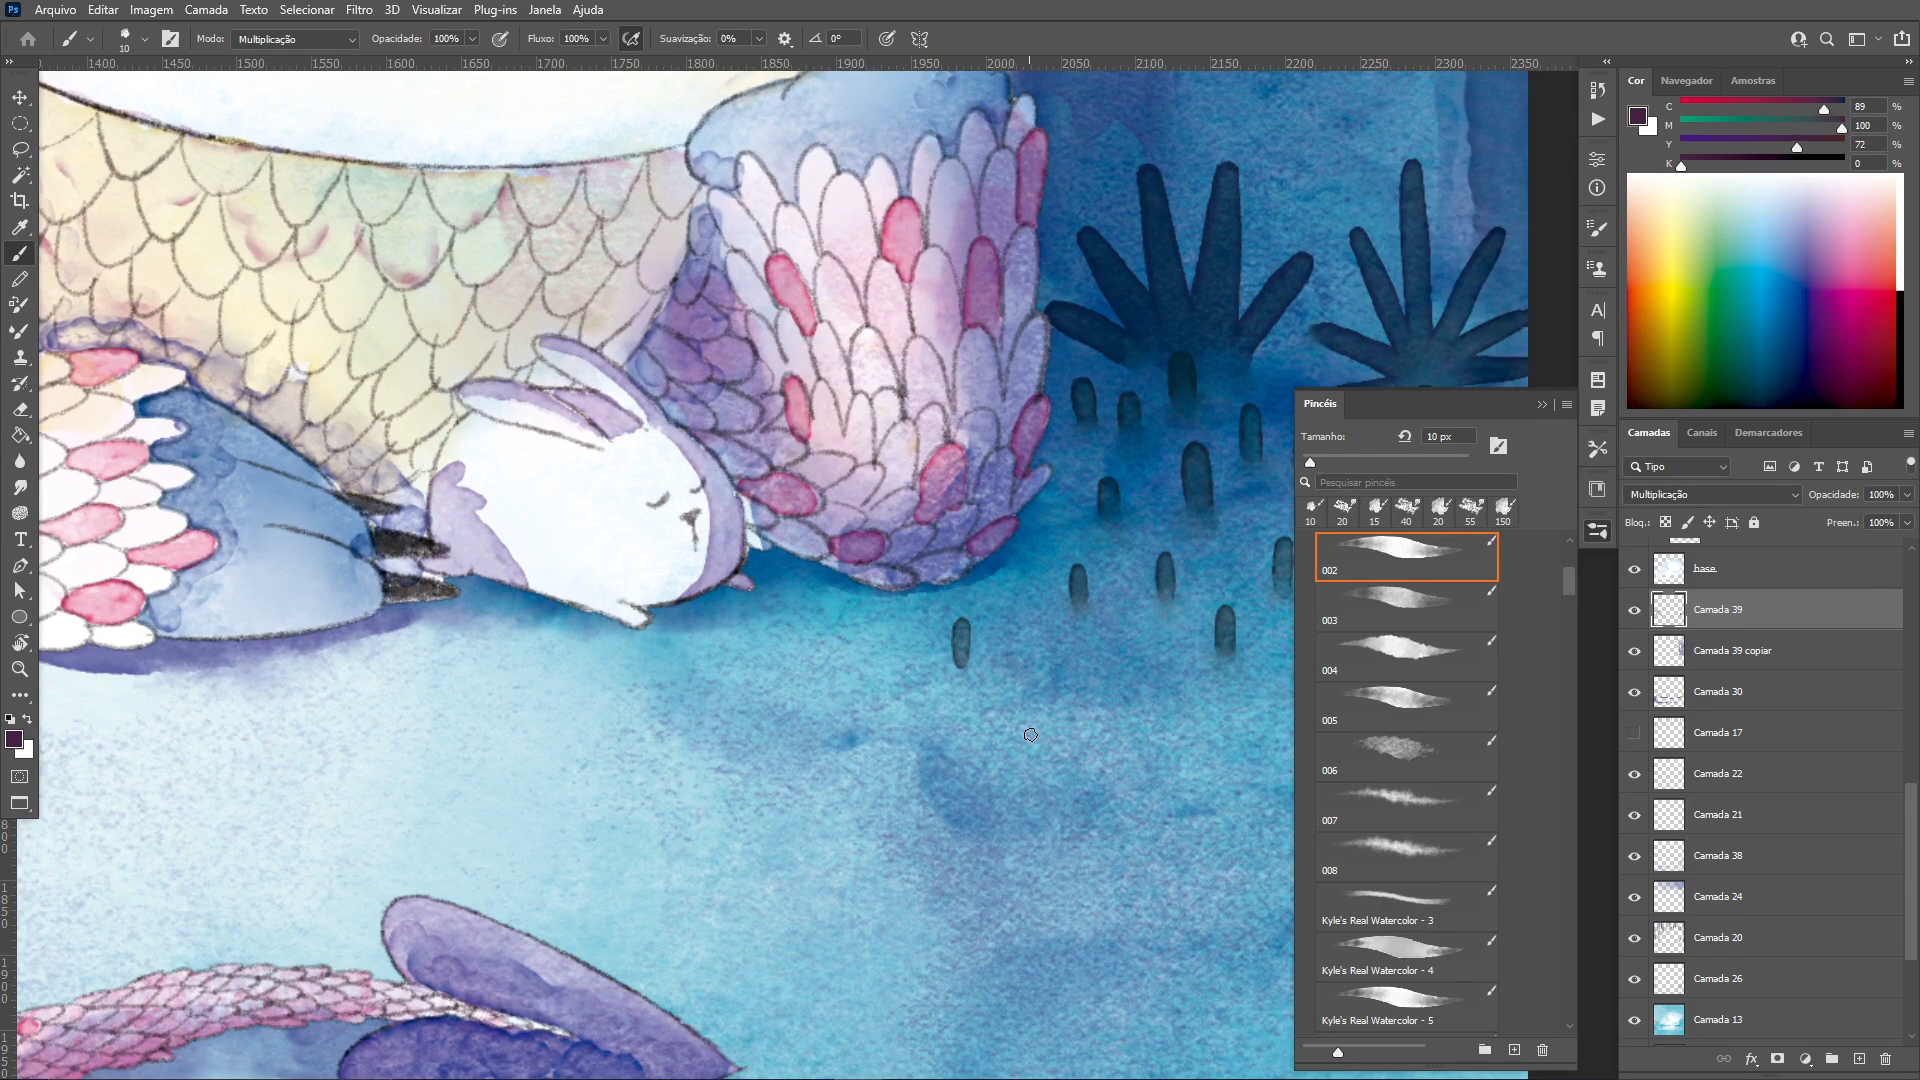 Ps Arquivo Editar Imagem Camada Texto Selecionar Filtro 3D Visualizar Plug-ins Janela Ajuda
10 Modo: Multiplicação Opacidade: 100% Fluxo: 100% Suavização: 0% 0°
1400 1450 1500 1550 1600 1650 1700 1750 1800 1850 1900 1950 2000 2050 2100 2150 2200 2250 2300 2350
Cor Navegador Amostras
C 89 %
M 100 %
Y 72 %
K 0 %
Pincéis
Tamanho: 10 px
Pesquisar pincéis
10 20 15 40 20 55 150
002
003
004
005
006
007
008
Kyle's Real Watercolor - 3
Kyle's Real Watercolor - 4
Kyle's Real Watercolor - 5
Camadas Canais Demarcadores
Tipo
Multiplicação Opacidade: 100%
Bloq.: Preen.: 100%
base
Camada 39
Camada 39 copiar
Camada 30
Camada 17
Camada 22
Camada 21
Camada 38
Camada 24
Camada 20
Camada 26
Camada 13
1850
1900
1950